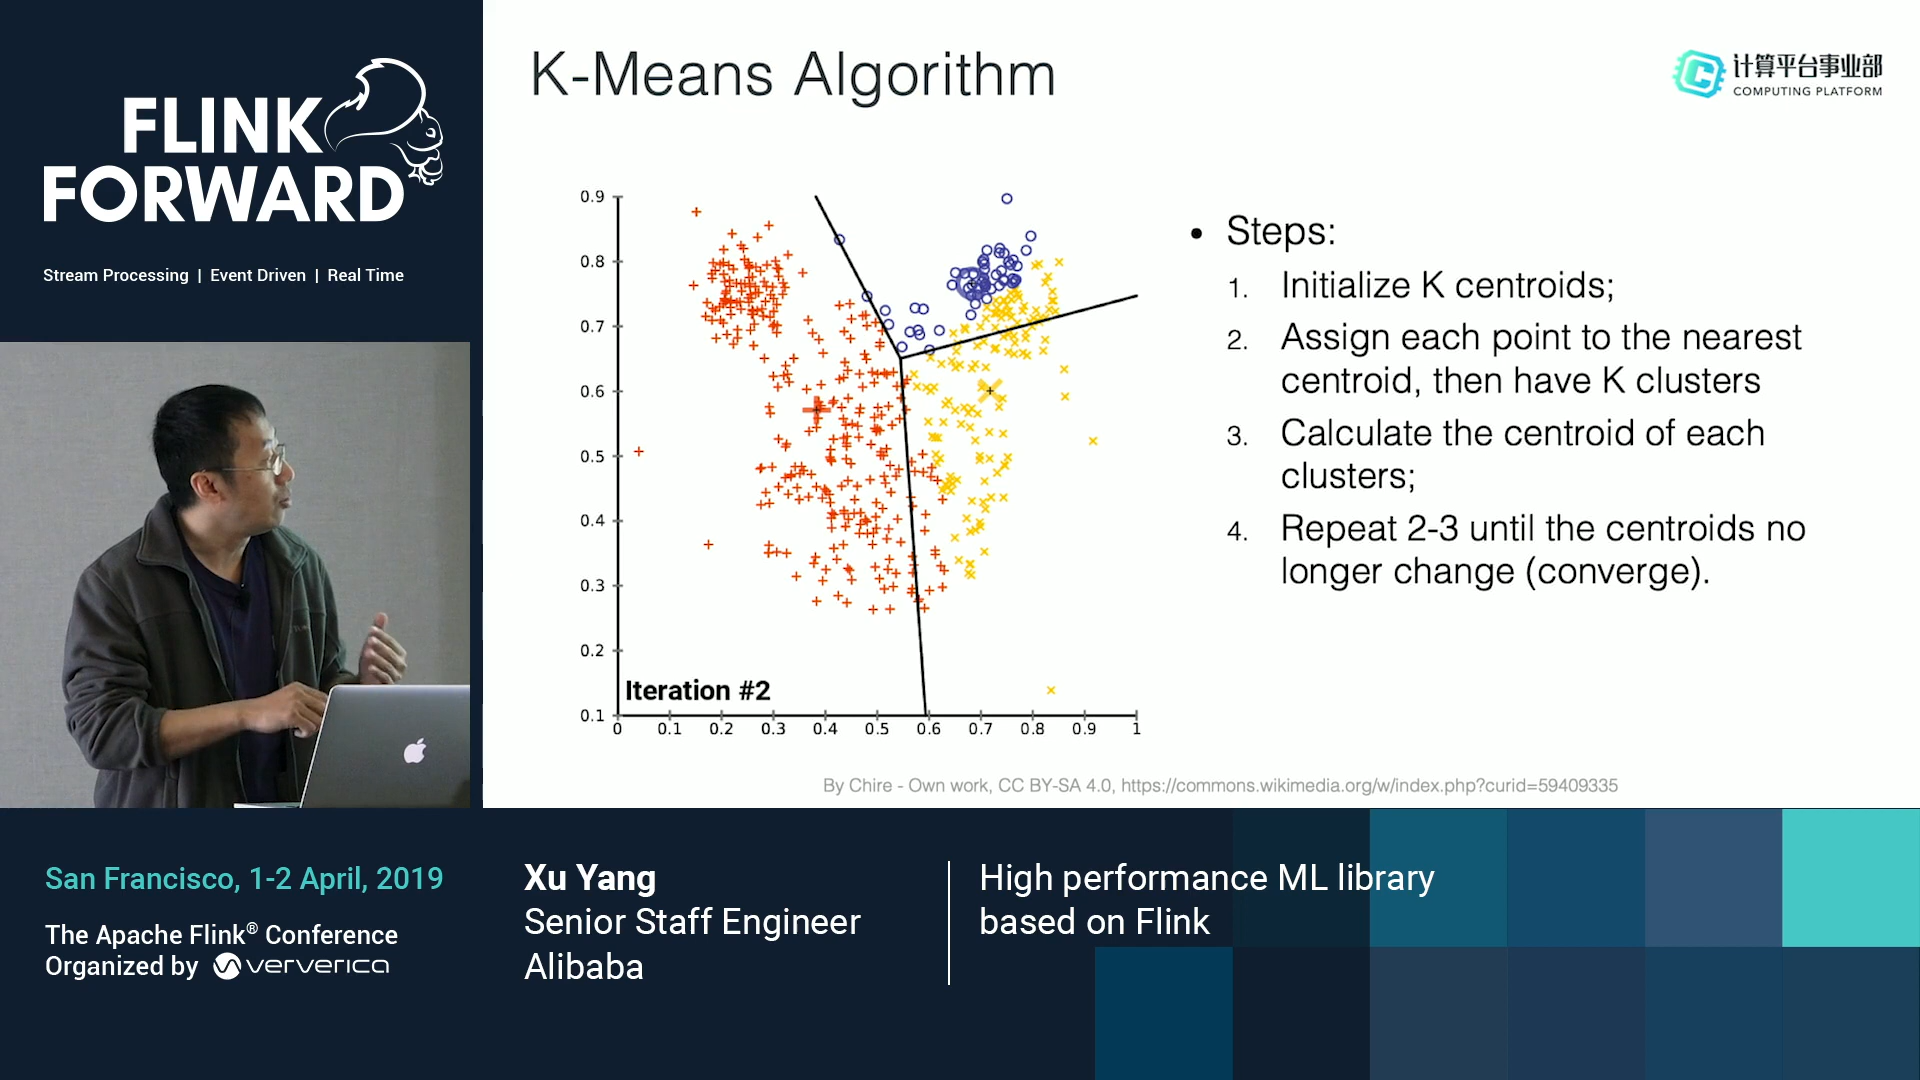 FLINK
FORWARD
Stream Processing | Event Driven | Real Time
K-Means Algorithm
计算平台事业部
COMPUTING PLATFORM
0.9
0.8
0.7
0.6
0.5
0.4
0.3
0.2
0.1
Iteration #2
0 0.1 0.2 0.3 0.4 0.5 0.6 0.7 0.8 0.9 1
• Steps:
1. Initialize K centroids;
2. Assign each point to the nearest
centroid, then have K clusters
3. Calculate the centroid of each
clusters;
4. Repeat 2-3 until the centroids no
longer change (converge).
By Chire - Own work, CC BY-SA 4.0, https://commons.wikimedia.org/w/index.php?curid=59409335
San Francisco, 1-2 April, 2019
The Apache Flink® Conference
Organized by ververica
Xu Yang
Senior Staff Engineer
Alibaba
High performance ML library
based on Flink